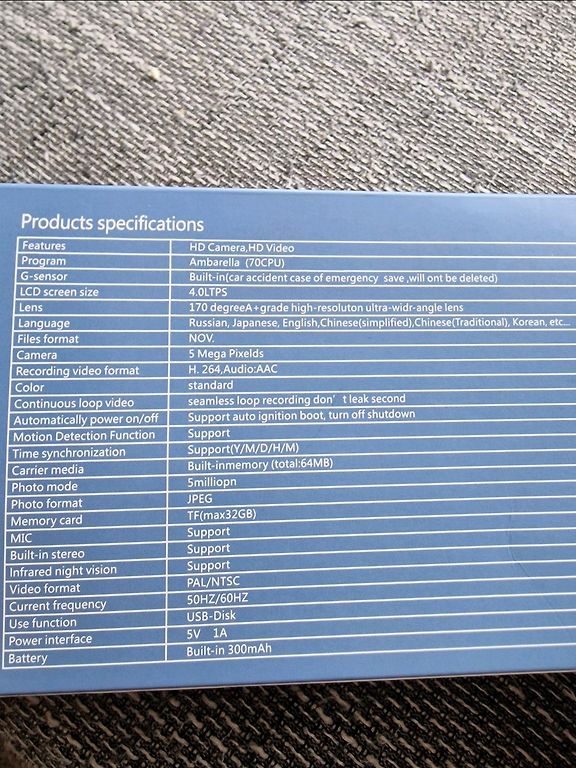 Products specifications
Features HD Camera,HD Video
Program Ambarella (70CPU)
G-sensor Built-in(car accident case of emergency save ,will ont be deleted)
LCD screen size 4.0LTPS
Lens 170 degreeA+grade high-resoluton ultra-widr-angle lens
Language Russian, Japanese, English,Chinese(simplified),Chinese(Traditional), Korean, etc...
Files format NOV.
Camera 5 Mega Pixelds
Recording video format H. 264,Audio:AAC
Color standard
Continuous loop video seamless loop recording don' t leak second
Automatically power on/off Support auto ignition boot, turn off shutdown
Motion Detection Function Support
Time synchronization Support(Y/M/D/H/M)
Carrier media Built-inmemory (total:64MB)
Photo mode 5milliopn
Photo format JPEG
Memory card TF(max32GB)
MIC Support
Built-in stereo Support
Infrared night vision Support
Video format PAL/NTSC
Current frequency 50HZ/60HZ
Use function USB-Disk
Power interface 5V 1A
Battery Built-in 300mAh